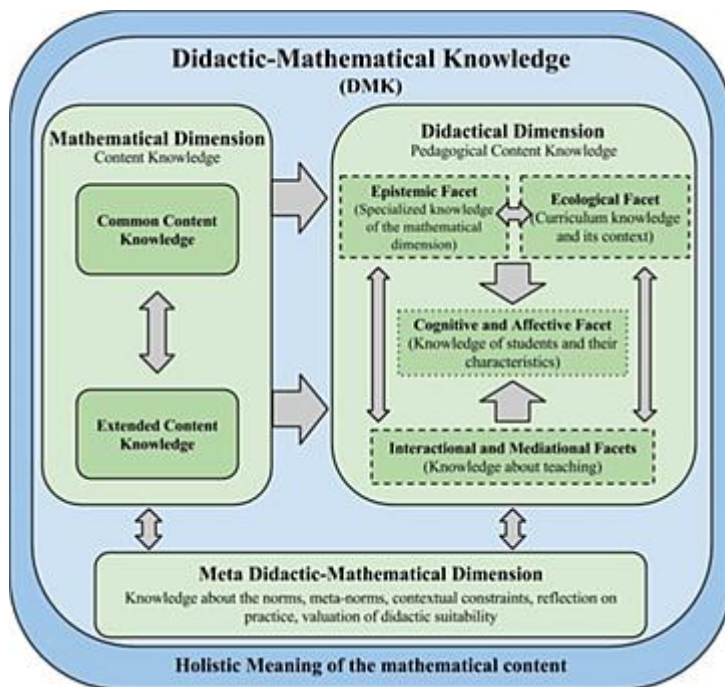 Didactic-Mathematical Knowledge
(DMK)
Mathematical Dimension
Content Knowledge
Common Content
Knowledge
Extended Content
Knowledge
Didactical Dimension
Pedagogical Content Knowledge
Epistemic Facet
(Specialized knowledge
of the mathematical
dimension)
Ecological Facet
(Curriculum knowledge
and its context)
Cognitive and Affective Facet
(Knowledge of students and their
characteristics)
Interactional and Mediational Facets
(Knowledge about teaching)
Meta Didactic-Mathematical Dimension
Knowledge about the norms, meta-norms, contextual constraints, reflection on
practice, valuation of didactic suitability
Holistic Meaning of the mathematical content